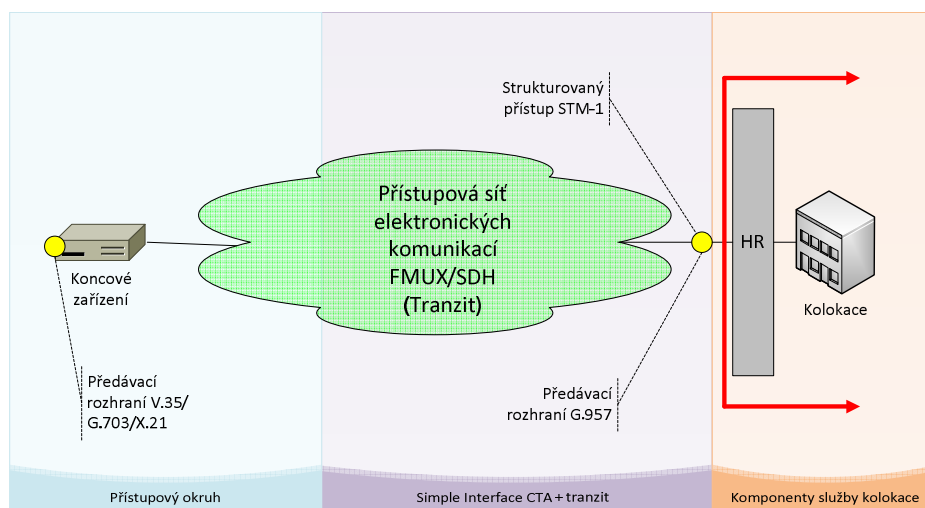 Strukturovaný
přístup STM-1
Přístupová síť
elektronických
komunikací
FMUX/SDH
(Tranzit)
HR
Koncové
zařízení
Kolokace
Předávací
rozhraní V.35/
G.703/X.21
Předávací
rozhraní G.957
Přístupový okruh
Simple Interface CTA + tranzit
Komponenty služby kolokace